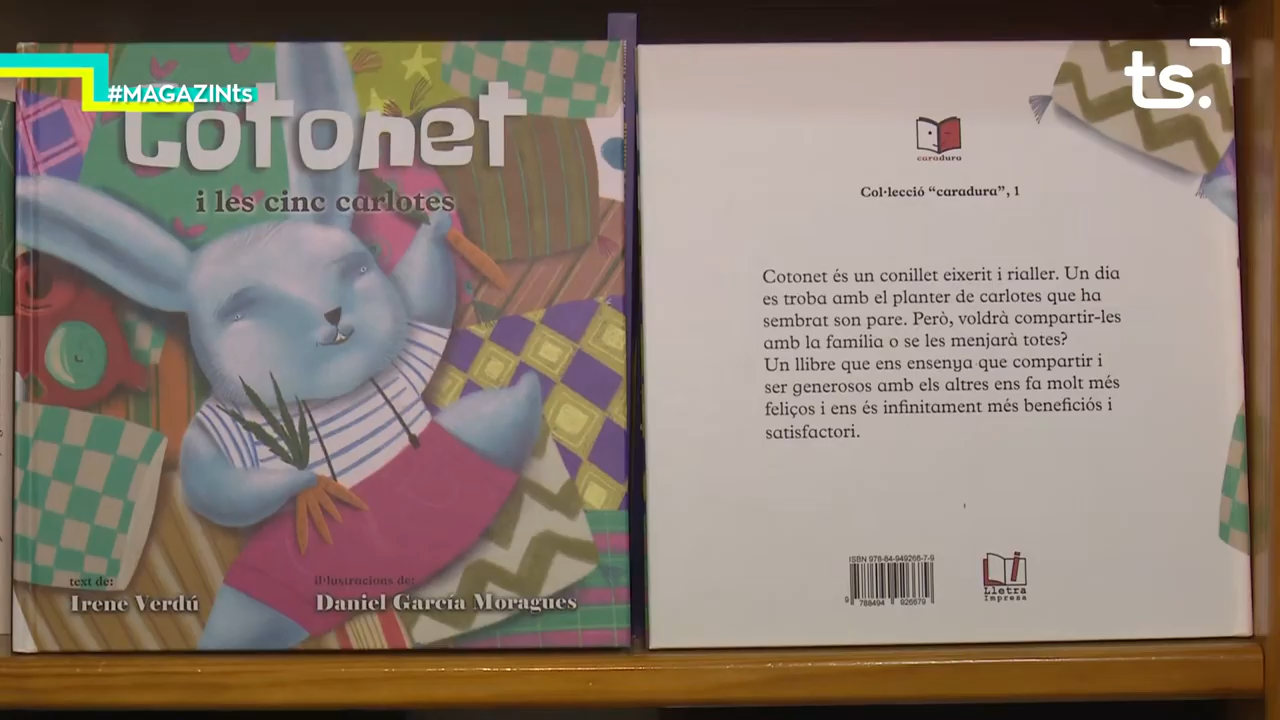 #MAGAZINts
ts.
Cotonet
i les cinc carlotes
text de:
Irene Verdú
il·lustracions de:
Daniel García Moragues
caradura
Col·lecció “caradura”, 1
Cotonet és un conillet eixerit i rialler. Un dia
es troba amb el planter de carlotes que ha
sembrat son pare. Però, voldrà compartir-les
amb la família o se les menjarà totes?
Un llibre que ens ensenya que compartir i
ser generosos amb els altres ens fa molt més
feliços i ens és infinitament més beneficiós i
satisfactori.
ISBN 978-84-949266-7-9
9 788494 926679
Lletra
Impresa